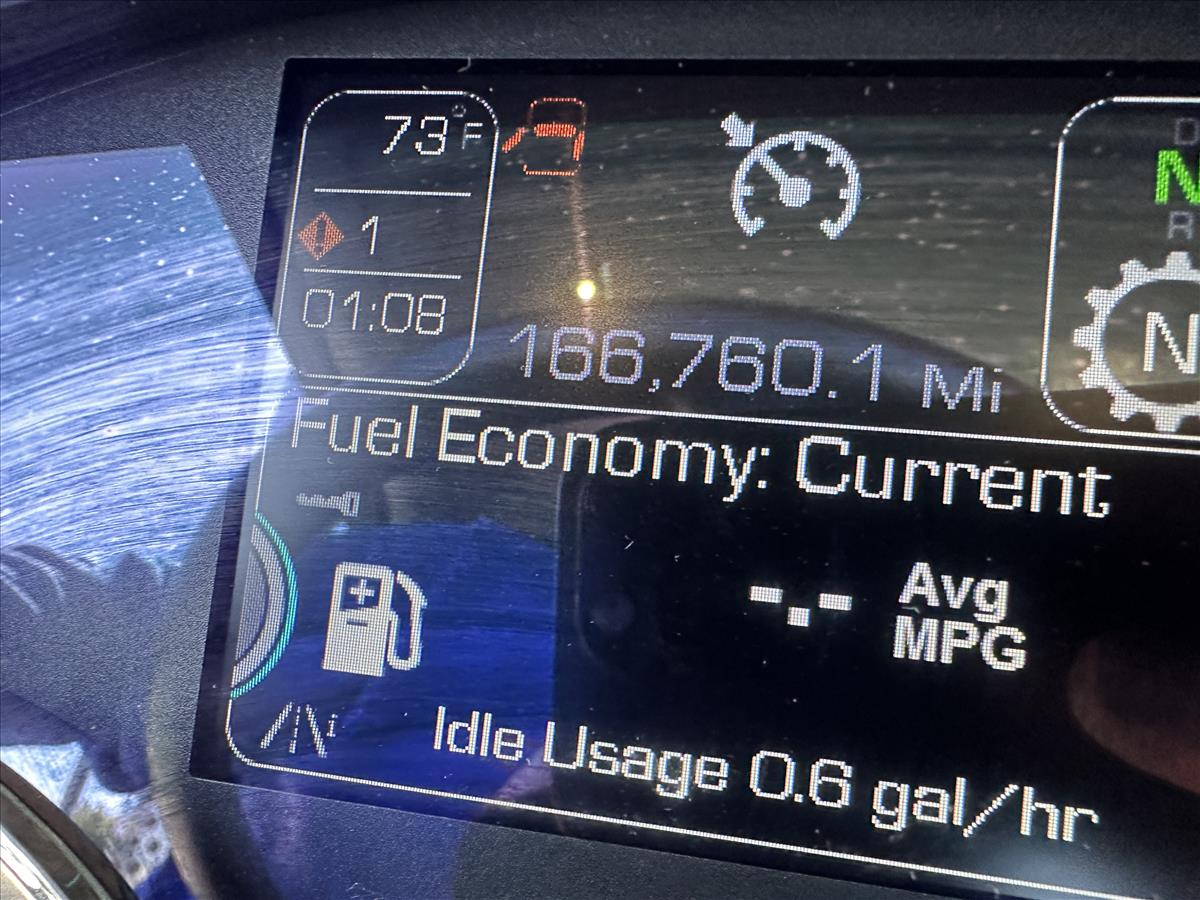 73°F
1
01:08
166,760.1 Mi
D
N
R
N
Fuel Economy: Current
-.- Avg
MPG
i
Idle Usage 0.6 gal/hr